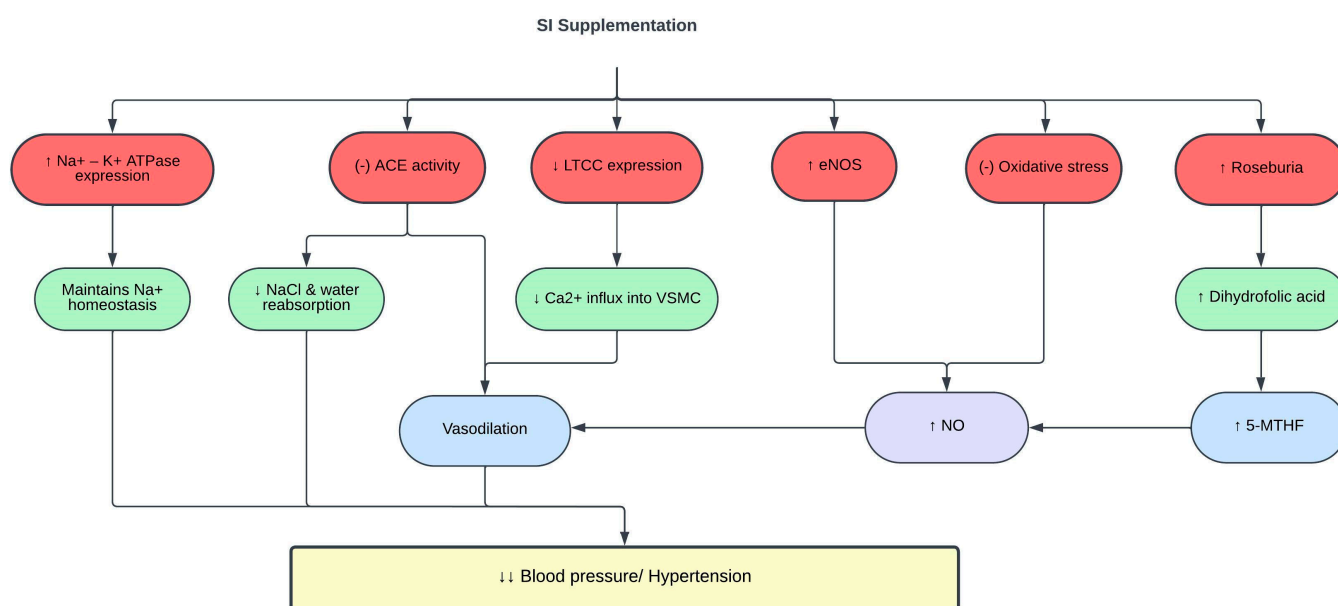 SI Supplementation
↑ Na+ – K+ ATPase
expression
(-) ACE activity
↓ LTCC expression
↑ eNOS
(-) Oxidative stress
↑ Roseburia
Maintains Na+
homeostasis
↓ NaCl & water
reabsorption
↓ Ca2+ influx into VSMC
↑ Dihydrofolic acid
Vasodilation
↑ NO
↑ 5-MTHF
↓↓ Blood pressure/ Hypertension